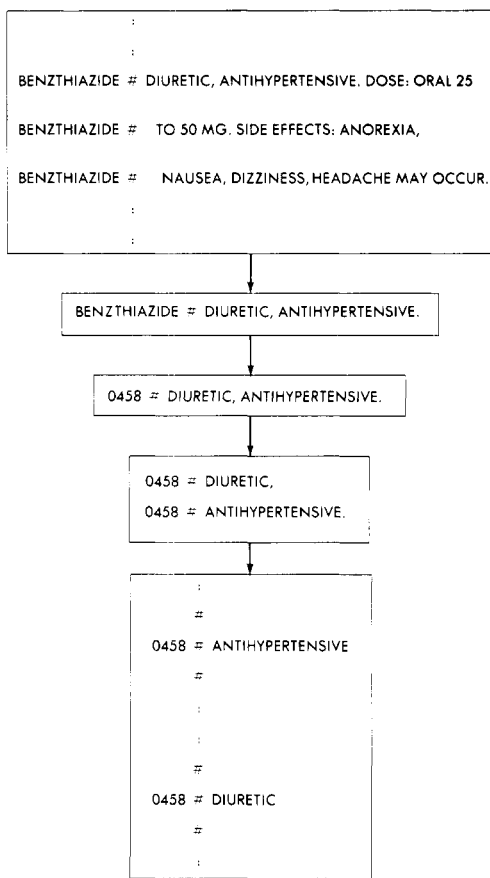 :
:
BENZTHIAZIDE # DIURETIC, ANTIHYPERTENSIVE. DOSE: ORAL 25
BENZTHIAZIDE # TO 50 MG. SIDE EFFECTS: ANOREXIA,
BENZTHIAZIDE # NAUSEA, DIZZINESS, HEADACHE MAY OCCUR.
:
:
BENZTHIAZIDE # DIURETIC, ANTIHYPERTENSIVE.
0458 # DIURETIC, ANTIHYPERTENSIVE.
0458 # DIURETIC,
0458 # ANTIHYPERTENSIVE.
:
#
0458 # ANTIHYPERTENSIVE
#
:
:
#
0458 # DIURETIC
#
: